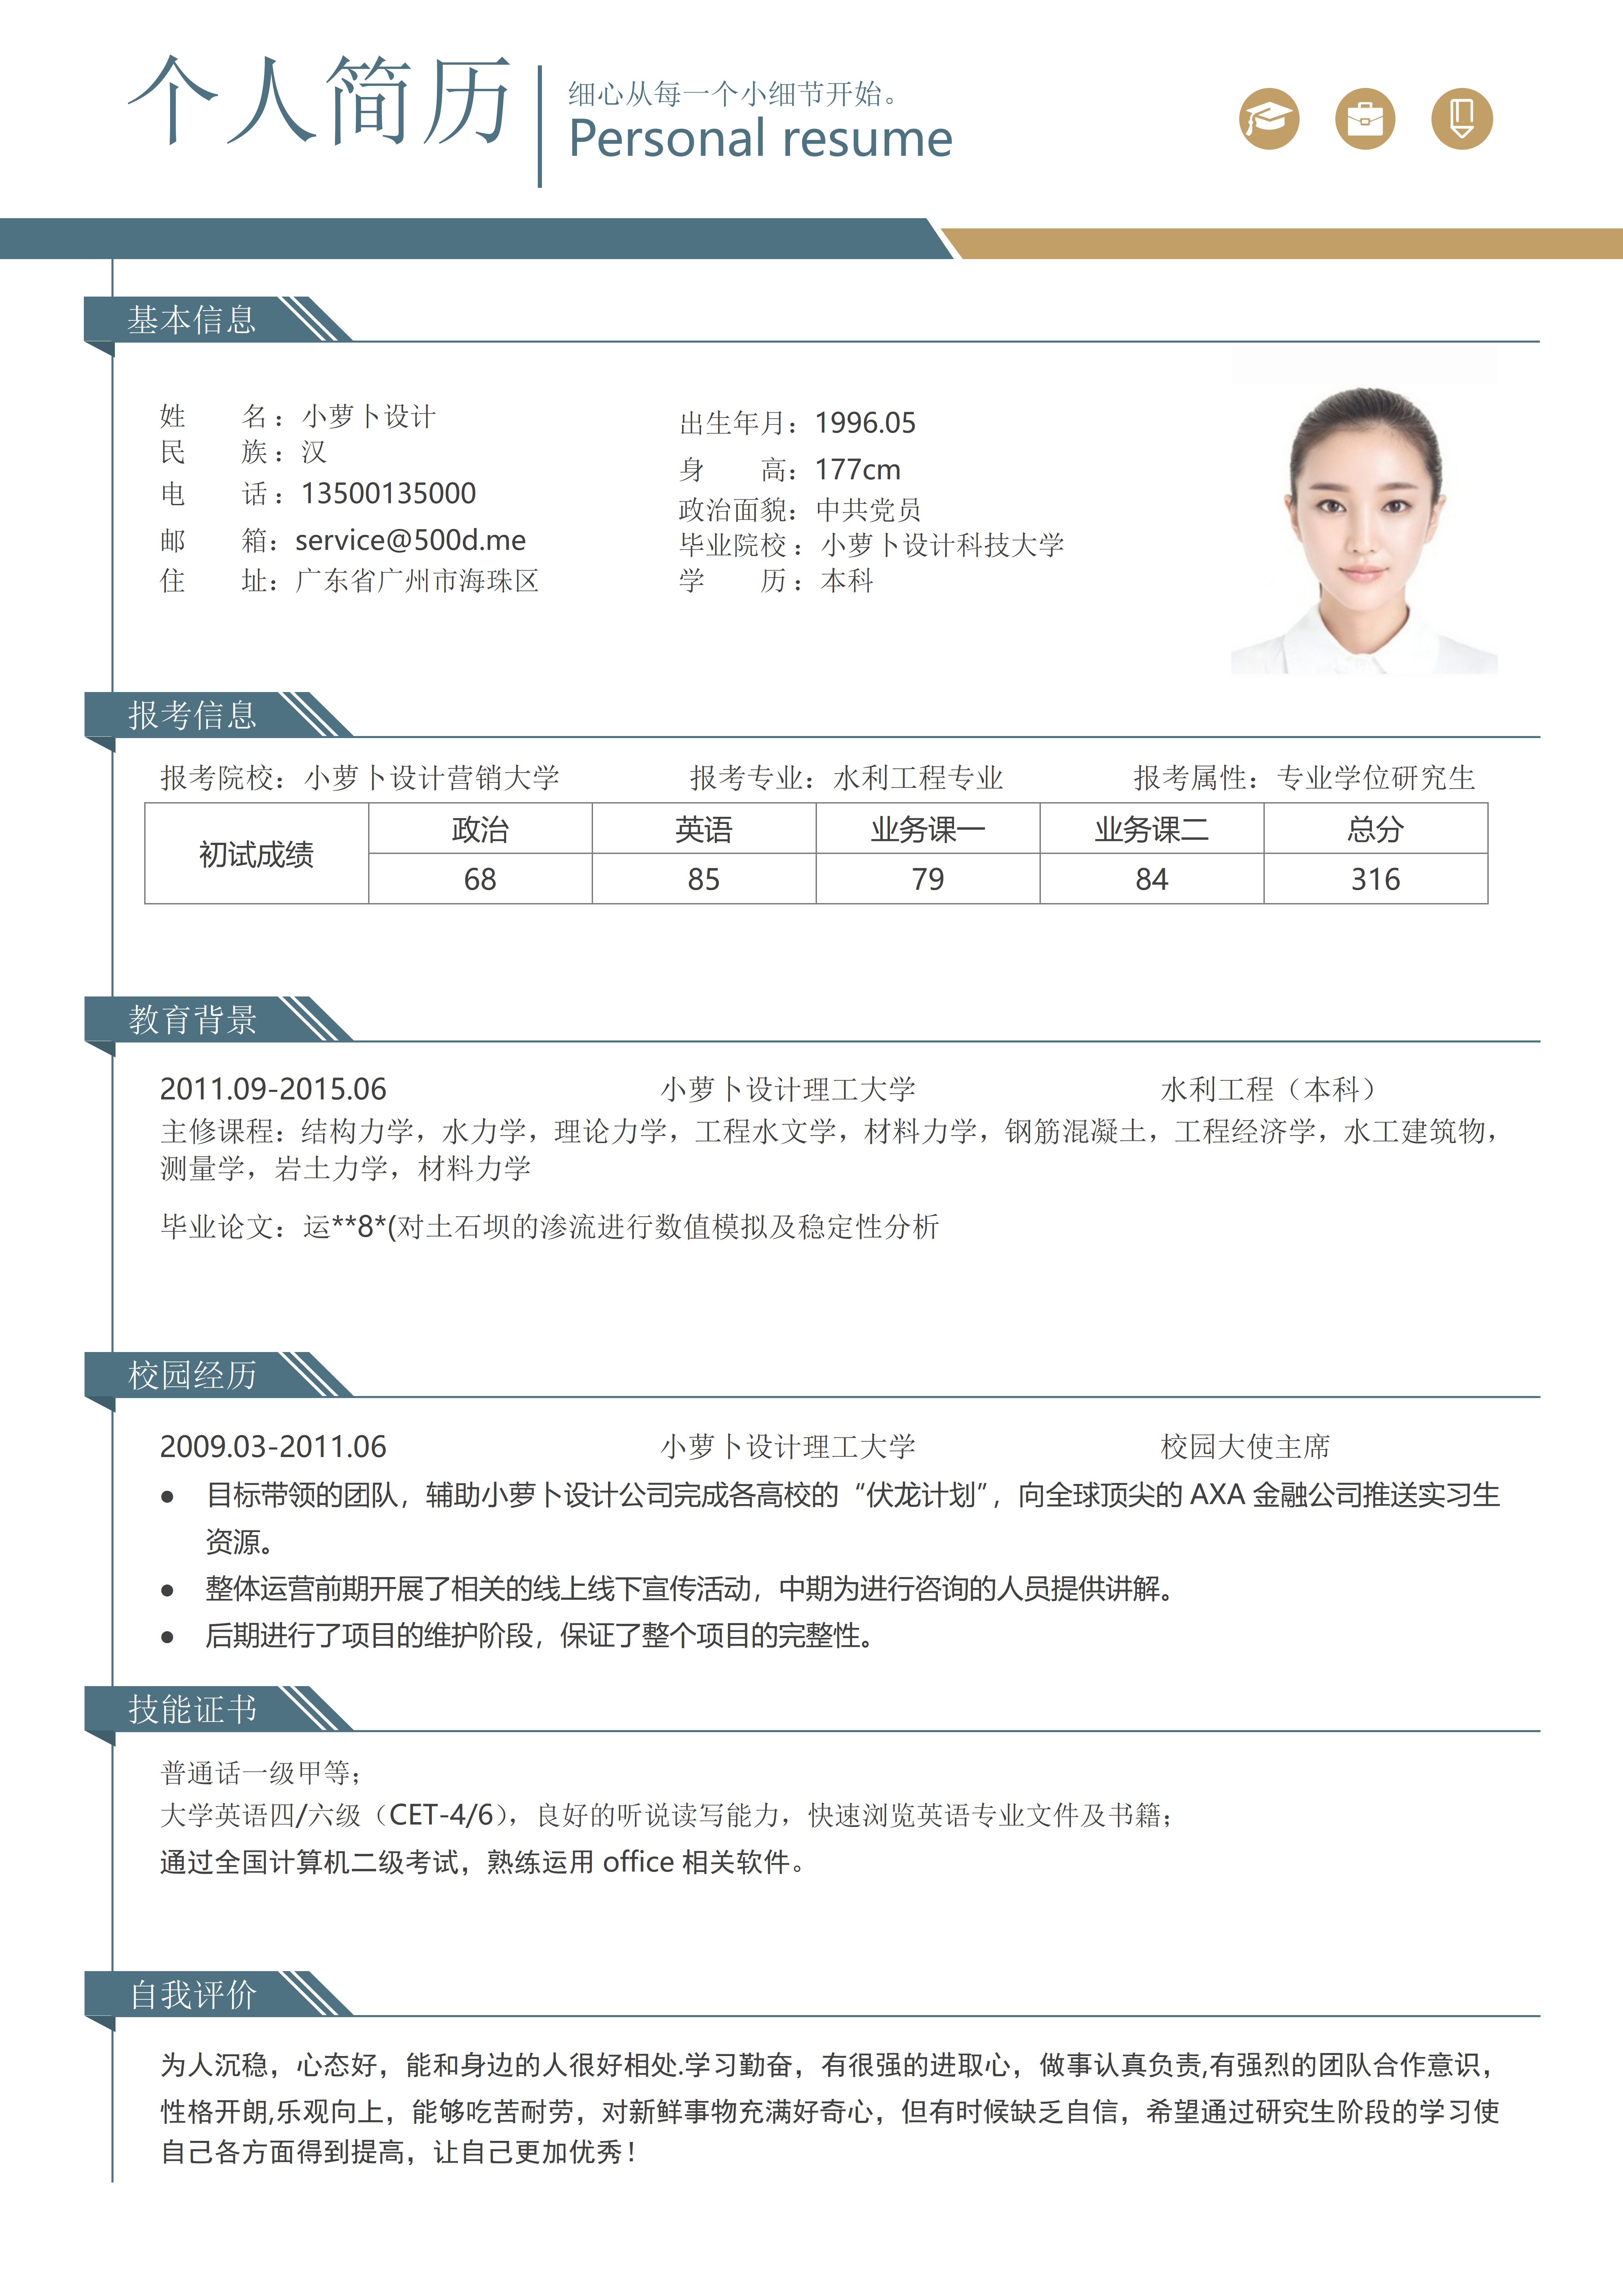 个人简历
细心从每一个小细节开始。
Personal resume
基本信息
姓 名：小萝卜设计
民 族：汉
电 话：13500135000
邮 箱：service@500d.me
住 址：广东省广州市海珠区
出生年月：1996.05
身 高：177cm
政治面貌：中共党员
毕业院校：小萝卜设计科技大学
学 历：本科
报考信息
报考院校：小萝卜设计营销大学 报考专业：水利工程专业 报考属性：专业学位研究生
初试成绩 政治 英语 业务课一 业务课二 总分
68 85 79 84 316
教育背景
2011.09-2015.06 小萝卜设计理工大学 水利工程（本科）
主修课程：结构力学，水力学，理论力学，工程水文学，材料力学，钢筋混凝土，工程经济学，水工建筑物，
测量学，岩土力学，材料力学
毕业论文：运**8*(对土石坝的渗流进行数值模拟及稳定性分析
校园经历
2009.03-2011.06 小萝卜设计理工大学 校园大使主席
● 目标带领的团队，辅助小萝卜设计公司完成各高校的“伏龙计划”，向全球顶尖的 AXA 金融公司推送实习生
资源。
● 整体运营前期开展了相关的线上线下宣传活动，中期为进行咨询的人员提供讲解。
● 后期进行了项目的维护阶段，保证了整个项目的完整性。
技能证书
普通话一级甲等；
大学英语四/六级（CET-4/6），良好的听说读写能力，快速浏览英语专业文件及书籍；
通过全国计算机二级考试，熟练运用 office 相关软件。
自我评价
为人沉稳，心态好，能和身边的人很好相处.学习勤奋，有很强的进取心，做事认真负责,有强烈的团队合作意识，
性格开朗,乐观向上，能够吃苦耐劳，对新鲜事物充满好奇心，但有时候缺乏自信，希望通过研究生阶段的学习使
自己各方面得到提高，让自己更加优秀！